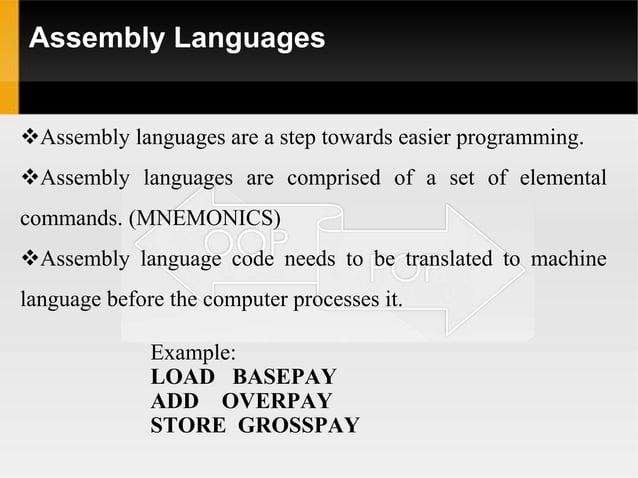 Assembly Languages
❖Assembly languages are a step towards easier programming.
❖Assembly languages are comprised of a set of elemental
commands. (MNEMONICS)
❖Assembly language code needs to be translated to machine
language before the computer processes it.
OOP
POP
Example:
LOAD BASEPAY
ADD OVERPAY
STORE GROSSPAY